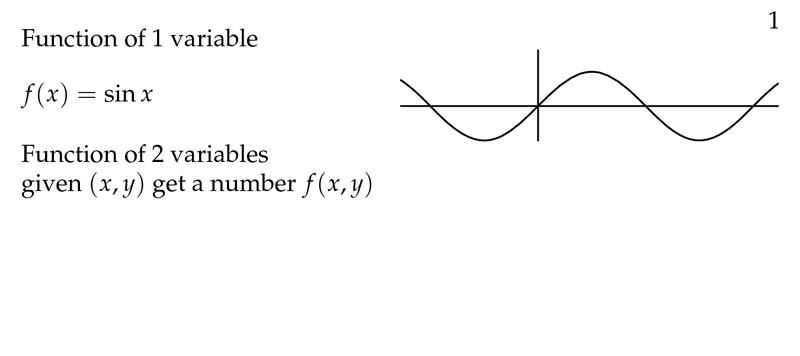 1
Function of 1 variable
f(x) = sin x
Function of 2 variables
given (x, y) get a number f(x, y)